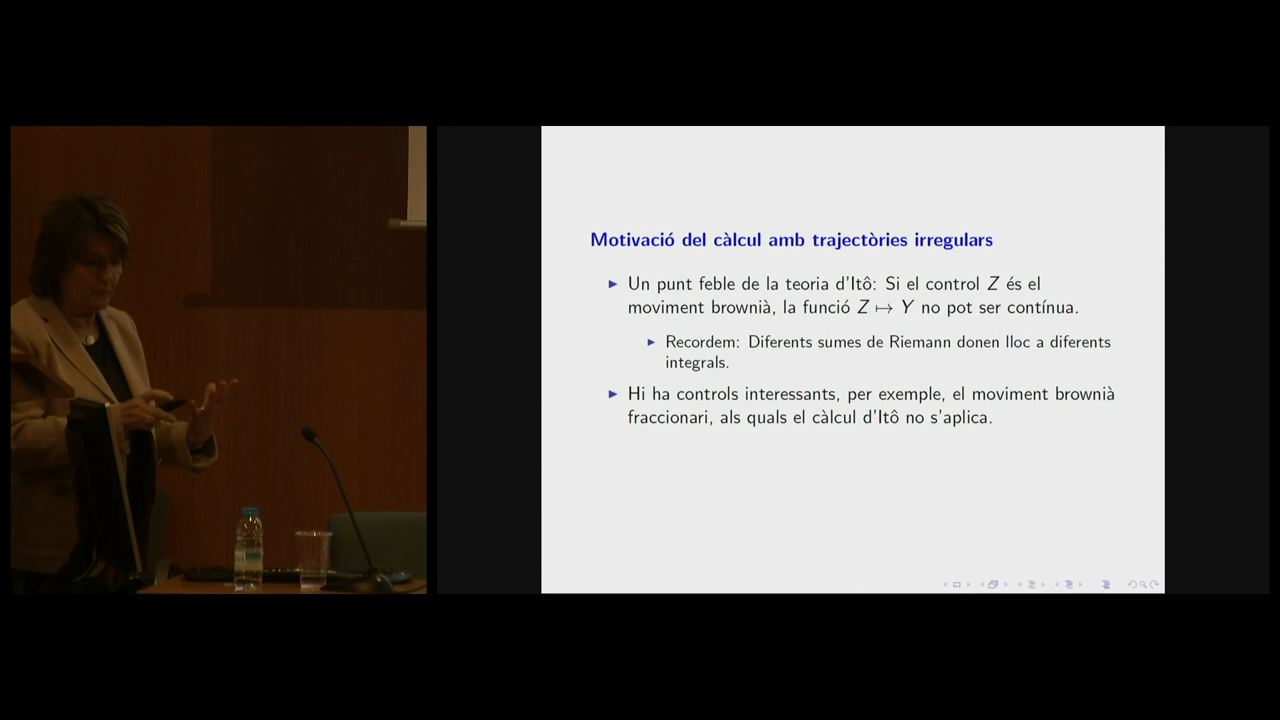 Motivació del càlcul amb trajectòries irregulars
Un punt feble de la teoria d'Itô: Si el control Z és el
moviment brownià, la funció Z ↦ Y no pot ser contínua.
Recordem: Diferents sumes de Riemann donen lloc a diferents
integrals.
Hi ha controls interessants, per exemple, el moviment brownià
fraccionari, als quals el càlcul d'Itô no s'aplica.